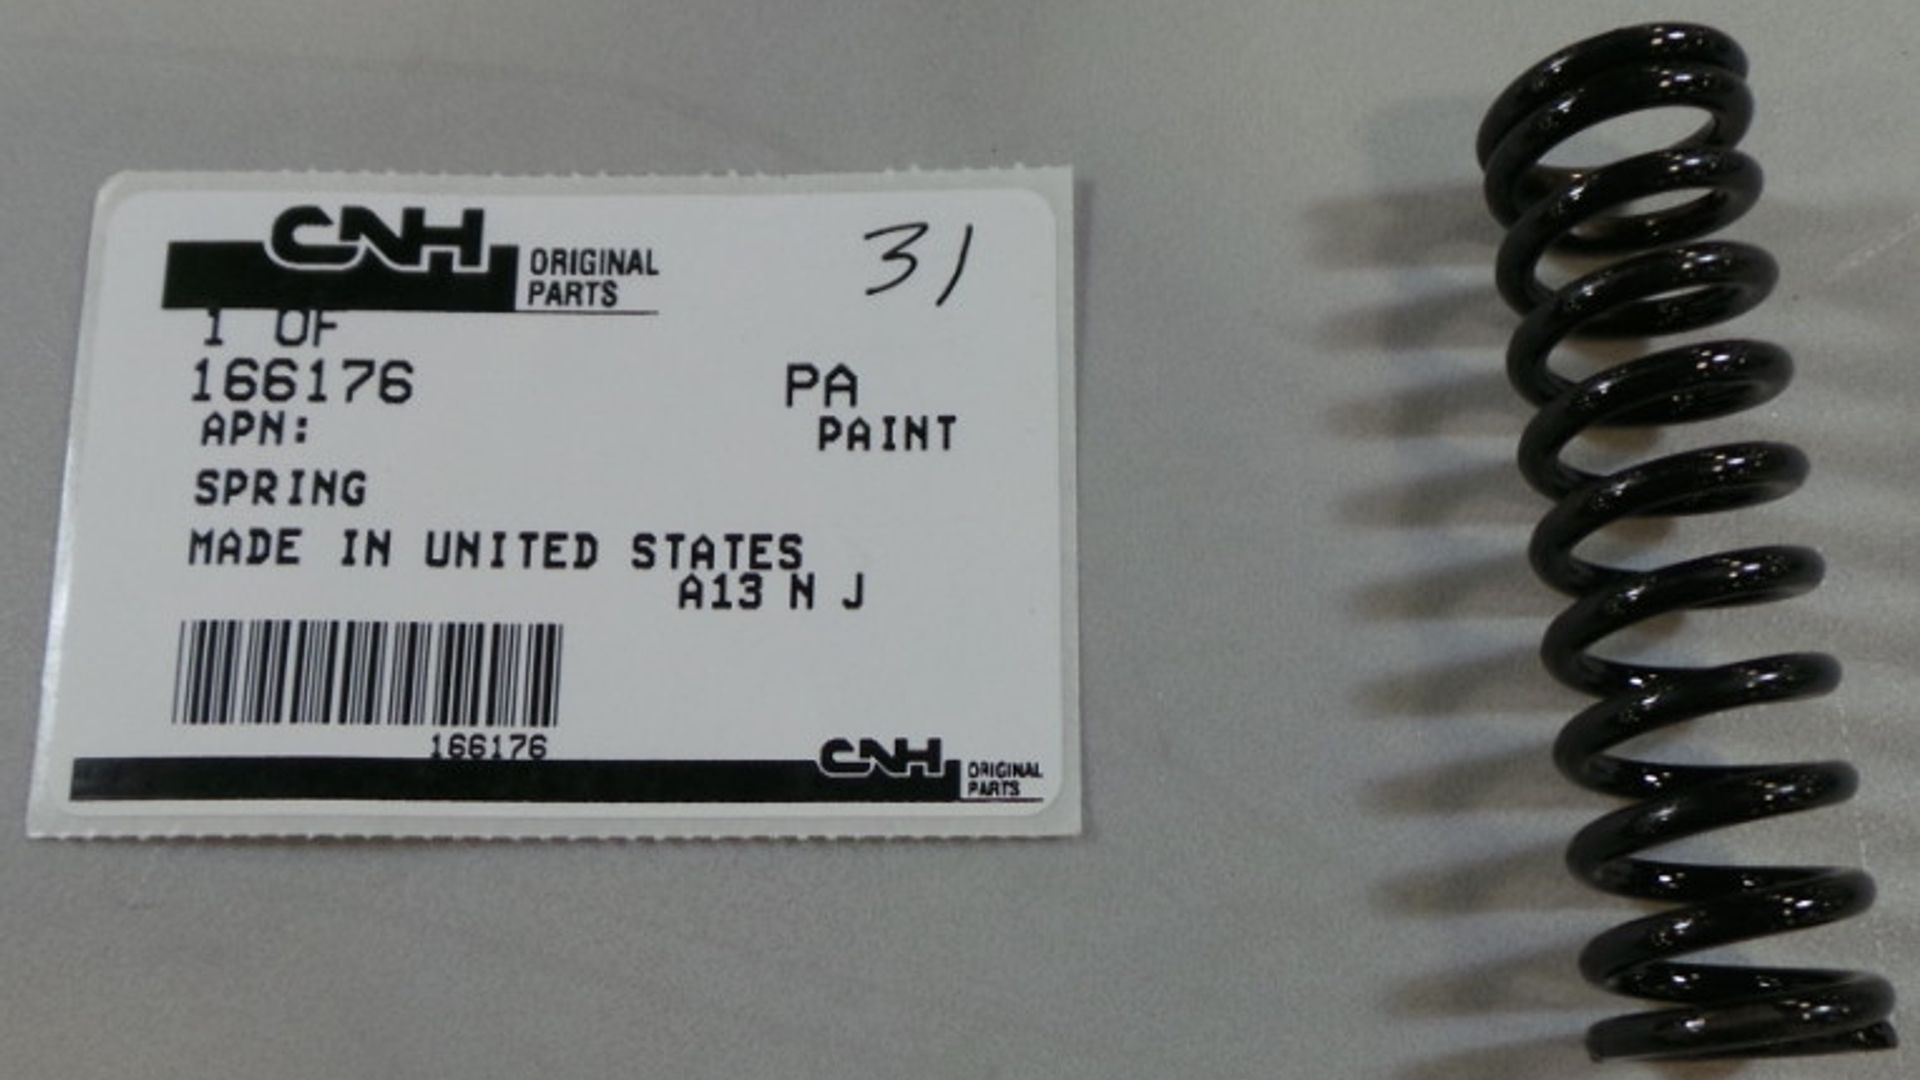 CNH ORIGINAL PARTS
31
1 OF
166176 PA
APN: PAINT
SPRING
MADE IN UNITED STATES
A13 N J
166176
CNH ORIGINAL PARTS